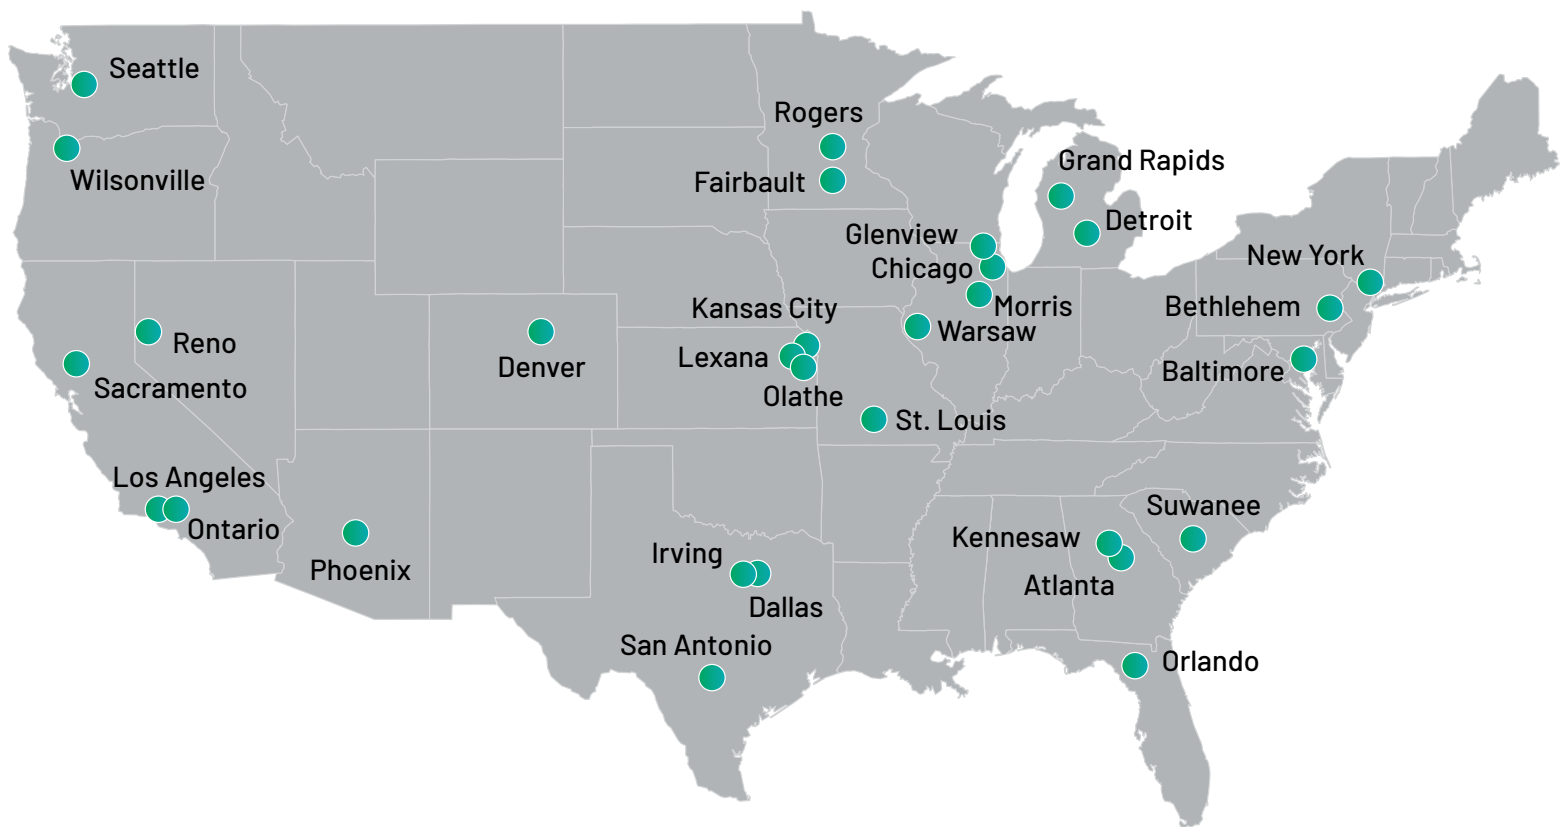 Seattle
Rogers
Grand Rapids
Wilsonville
Fairbault
Detroit
Glenview
New York
Chicago
Kansas City
Morris
Bethlehem
Warsaw
Reno
Lexana
Denver
Baltimore
Sacramento
Olathe
St. Louis
Los Angeles
Suwanee
Ontario
Kennesaw
Irving
Phoenix
Atlanta
Dallas
San Antonio
Orlando